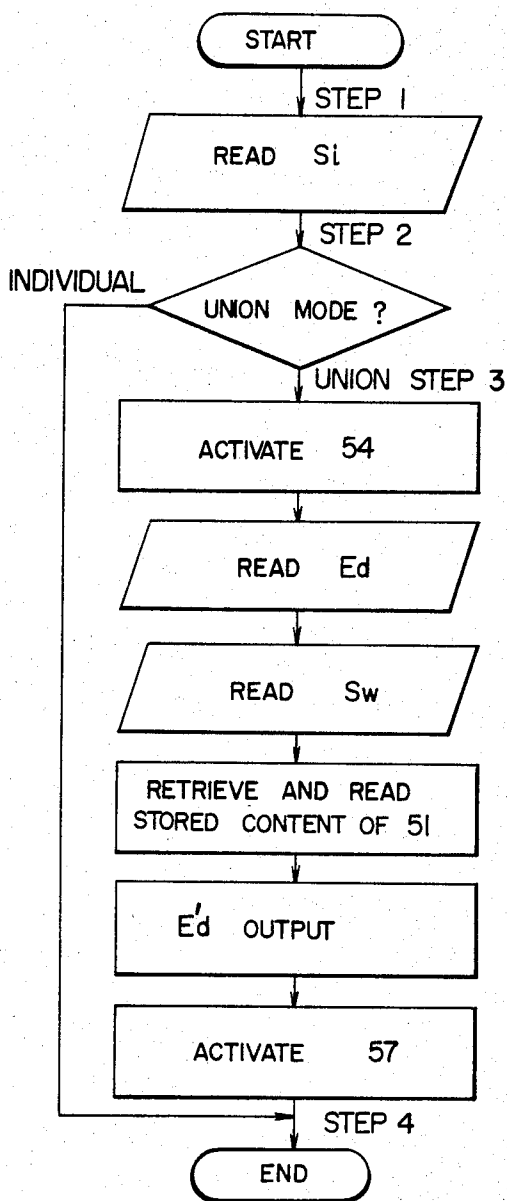 START
STEP 1
READ Si
STEP 2
INDIVIDUAL
UNION MODE ?
UNION STEP 3
ACTIVATE 54
READ Ed
READ Sw
RETRIEVE AND READ
STORED CONTENT OF 51
E'd OUTPUT
ACTIVATE 57
STEP 4
END